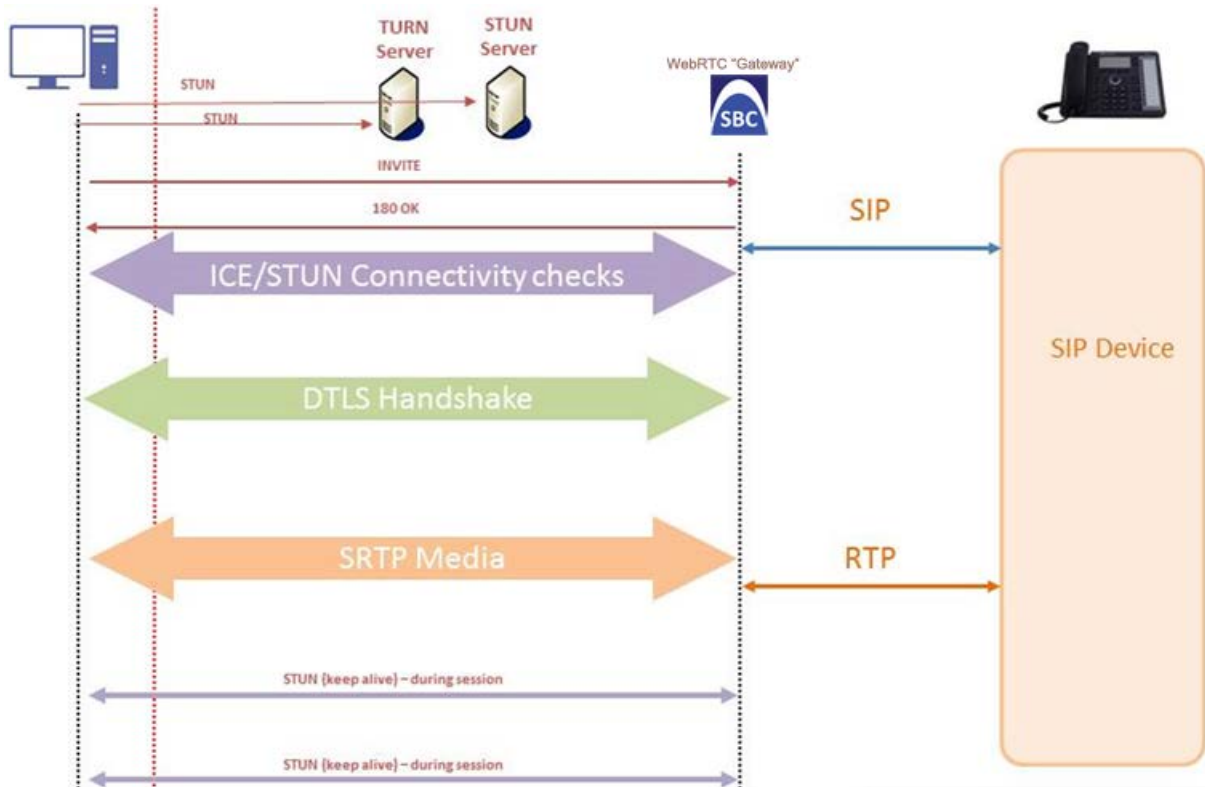 TURN
Server
STUN
Server
WebRTC "Gateway"
SBC
STUN
STUN
INVITE
180 OK
SIP
ICE/STUN Connectivity checks
SIP Device
DTLS Handshake
SRTP Media
RTP
STUN (keep alive) – during session
STUN (keep alive) – during session